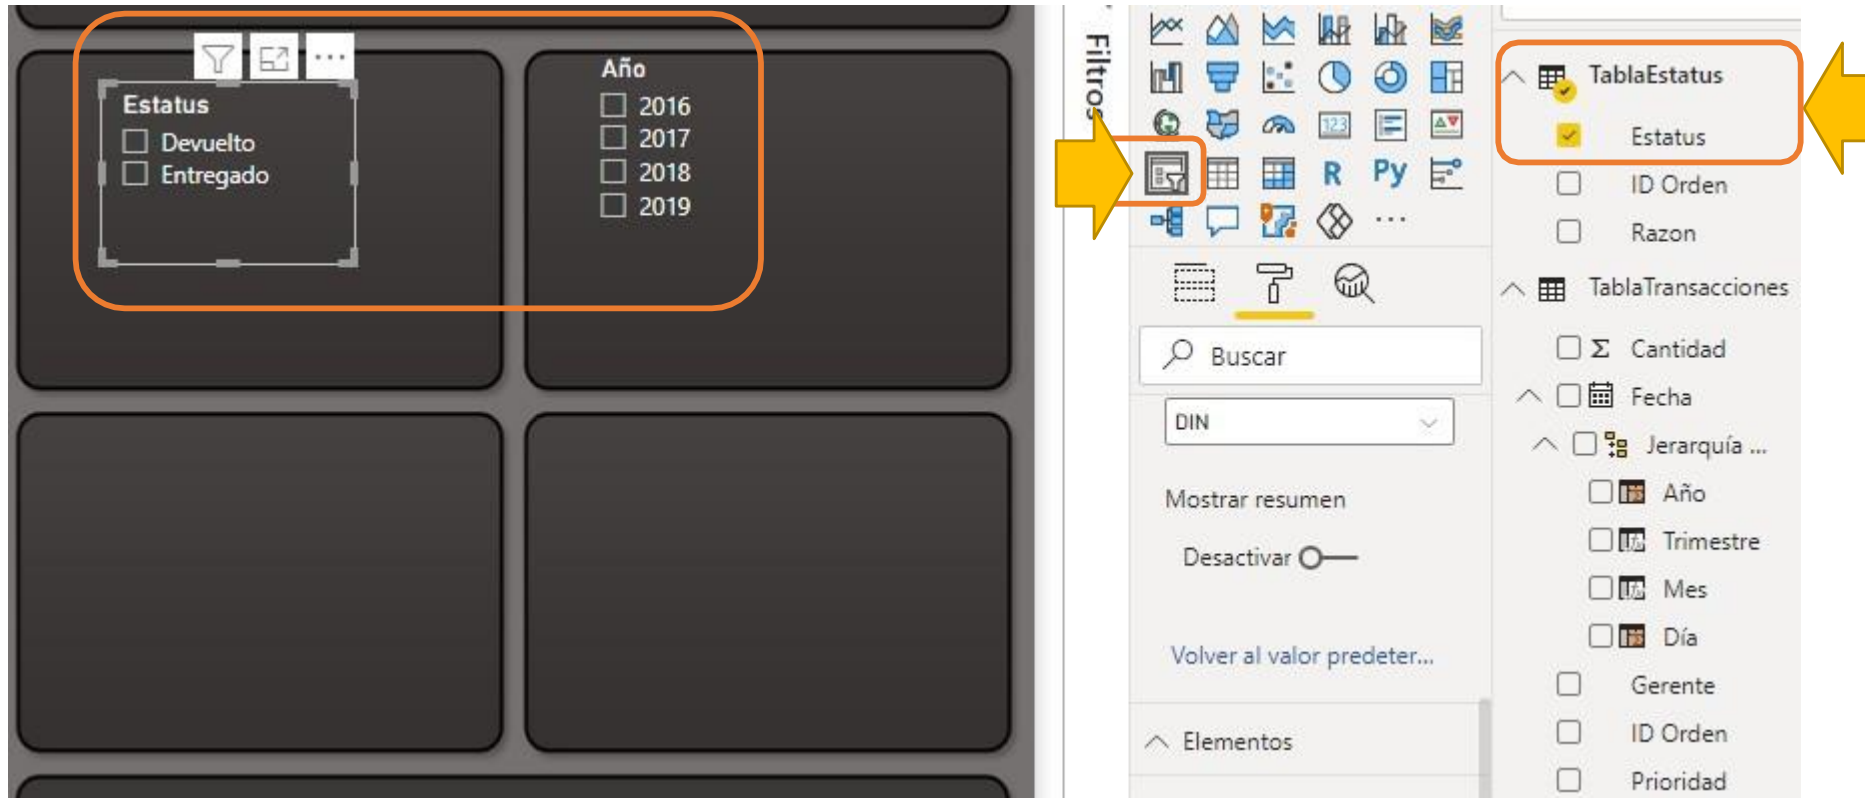 Estatus
Devuelto
Entregado
Año
2016
2017
2018
2019
Filtros
123
R
Py
Buscar
DIN
Mostrar resumen
Desactivar
Volver al valor predeter...
Elementos
TablaEstatus
Estatus
ID Orden
Razon
TablaTransacciones
Σ Cantidad
Fecha
Jerarquía ...
Año
Trimestre
Mes
Día
Gerente
ID Orden
Prioridad